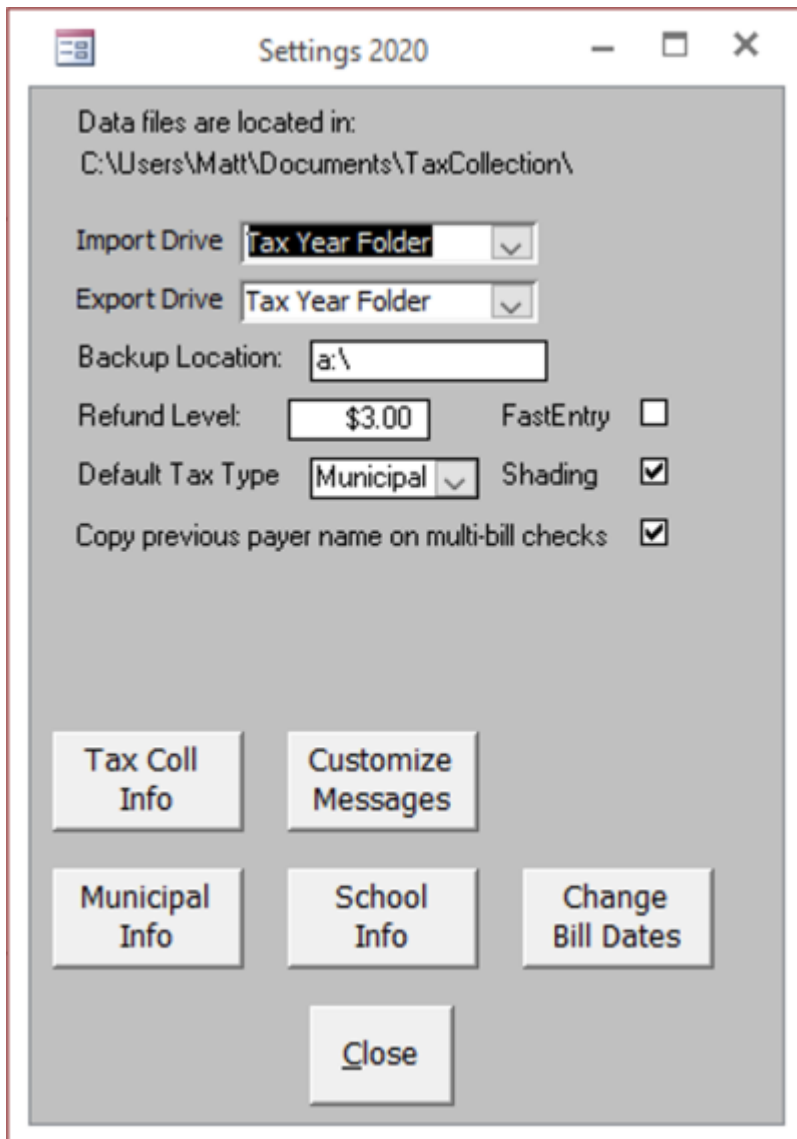 Settings 2020
Data files are located in:
C:\Users\Matt\Documents\TaxCollection\
Import Drive Tax Year Folder
Export Drive Tax Year Folder
Backup Location: a:\
Refund Level: $3.00 FastEntry
Default Tax Type Municipal Shading
Copy previous payer name on multi-bill checks
Tax Coll
Info
Customize
Messages
Municipal
Info
School
Info
Change
Bill Dates
Close